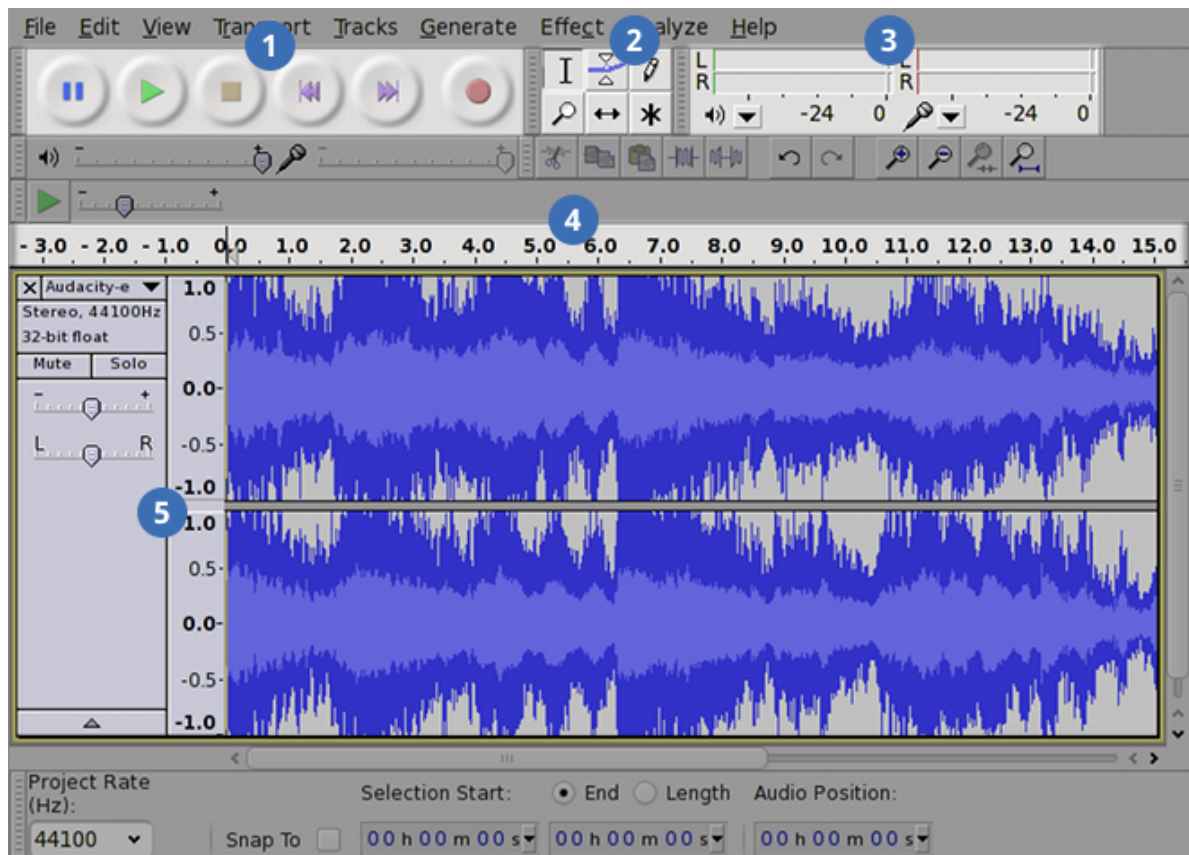 File Edit View Transport Tracks Generate Effect Analyze Help
1
2
3
L
R
L
R
-24 0
-24 0
4
- 3.0 - 2.0 - 1.0 0.0 1.0 2.0 3.0 4.0 5.0 6.0 7.0 8.0 9.0 10.0 11.0 12.0 13.0 14.0 15.0
X Audacity-e
Stereo, 44100Hz
32-bit float
Mute Solo
- +
L R
1.0
0.5-
0.0-
-0.5-
-1.0
5
1.0
0.5-
0.0-
-0.5-
-1.0
Project Rate
(Hz):
Selection Start: End Length Audio Position:
44100 Snap To 00 h 00 m 00 s 00 h 00 m 00 s 00 h 00 m 00 s